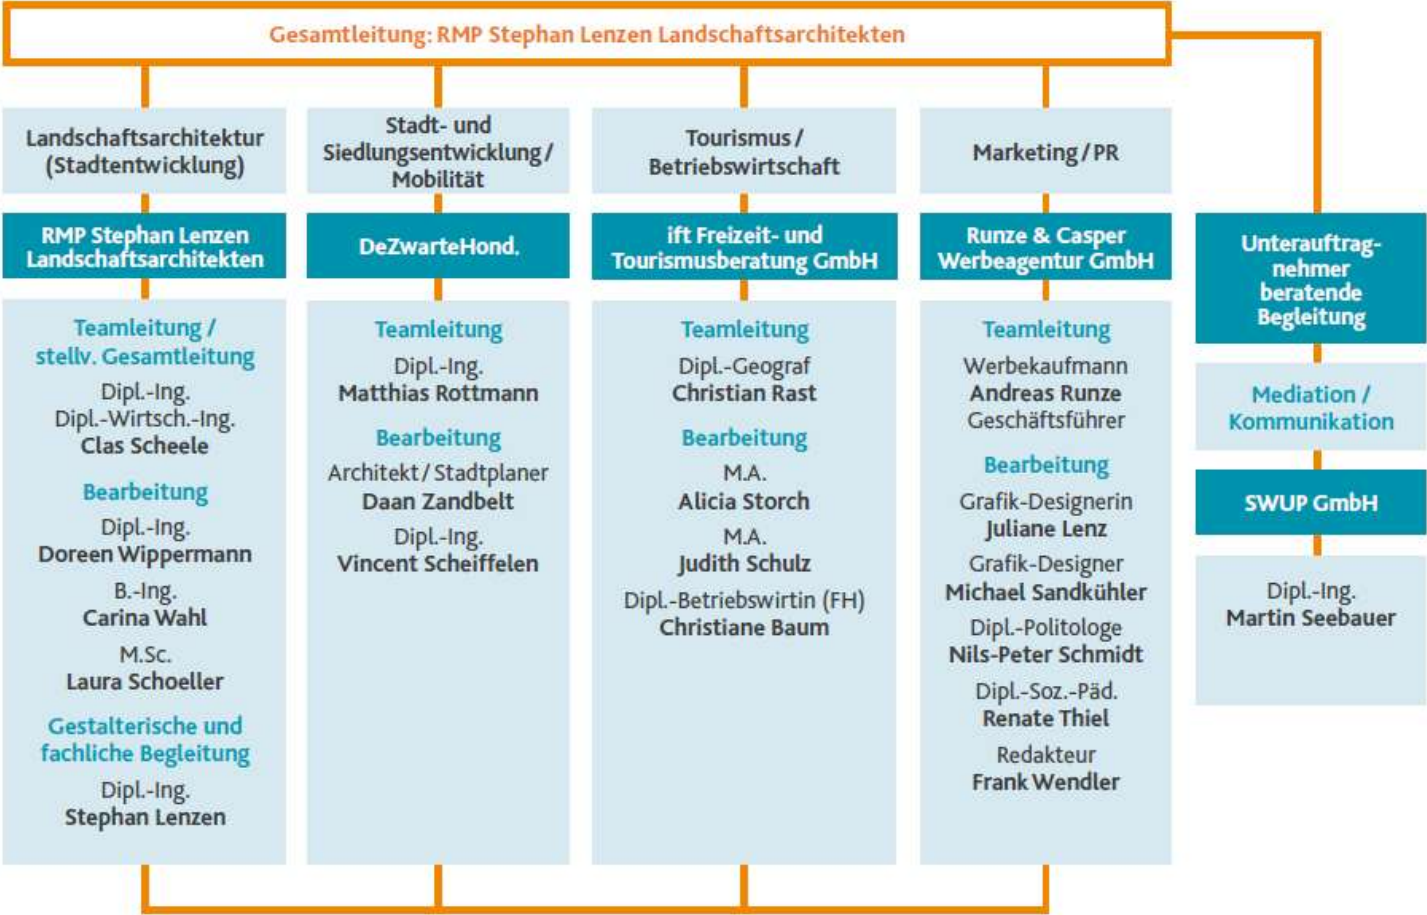 Gesamtleitung: RMP Stephan Lenzen Landschaftsarchitekten
Landschaftsarchitektur
(Stadtentwicklung)
RMP Stephan Lenzen
Landschaftsarchitekten
Teamleitung /
stellv. Gesamtleitung
Dipl.-Ing.
Dipl.-Wirtsch.-Ing.
Clas Scheele
Bearbeitung
Dipl.-Ing.
Doreen Wippermann
B.-Ing.
Carina Wahl
M.Sc.
Laura Schoeller
Gestalterische und
fachliche Begleitung
Dipl.-Ing.
Stephan Lenzen
Stadt- und
Siedlungsentwicklung /
Mobilität
DeZwarteHond.
Teamleitung
Dipl.-Ing.
Matthias Rottmann
Bearbeitung
Architekt / Stadtplaner
Daan Zandbelt
Dipl.-Ing.
Vincent Scheiffelen
Tourismus /
Betriebswirtschaft
ift Freizeit- und
Tourismusberatung GmbH
Teamleitung
Dipl.-Geograf
Christian Rast
Bearbeitung
M.A.
Alicia Storch
M.A.
Judith Schulz
Dipl.-Betriebswirtin (FH)
Christiane Baum
Marketing / PR
Runze & Casper
Werbeagentur GmbH
Teamleitung
Werbekaufmann
Andreas Runze
Geschäftsführer
Bearbeitung
Grafik-Designerin
Juliane Lenz
Grafik-Designer
Michael Sandkühler
Dipl.-Politologe
Nils-Peter Schmidt
Dipl.-Soz.-Päd.
Renate Thiel
Redakteur
Frank Wendler
Unterauftrag-
nehmer
beratende
Begleitung
Mediation /
Kommunikation
SWUP GmbH
Dipl.-Ing.
Martin Seebauer